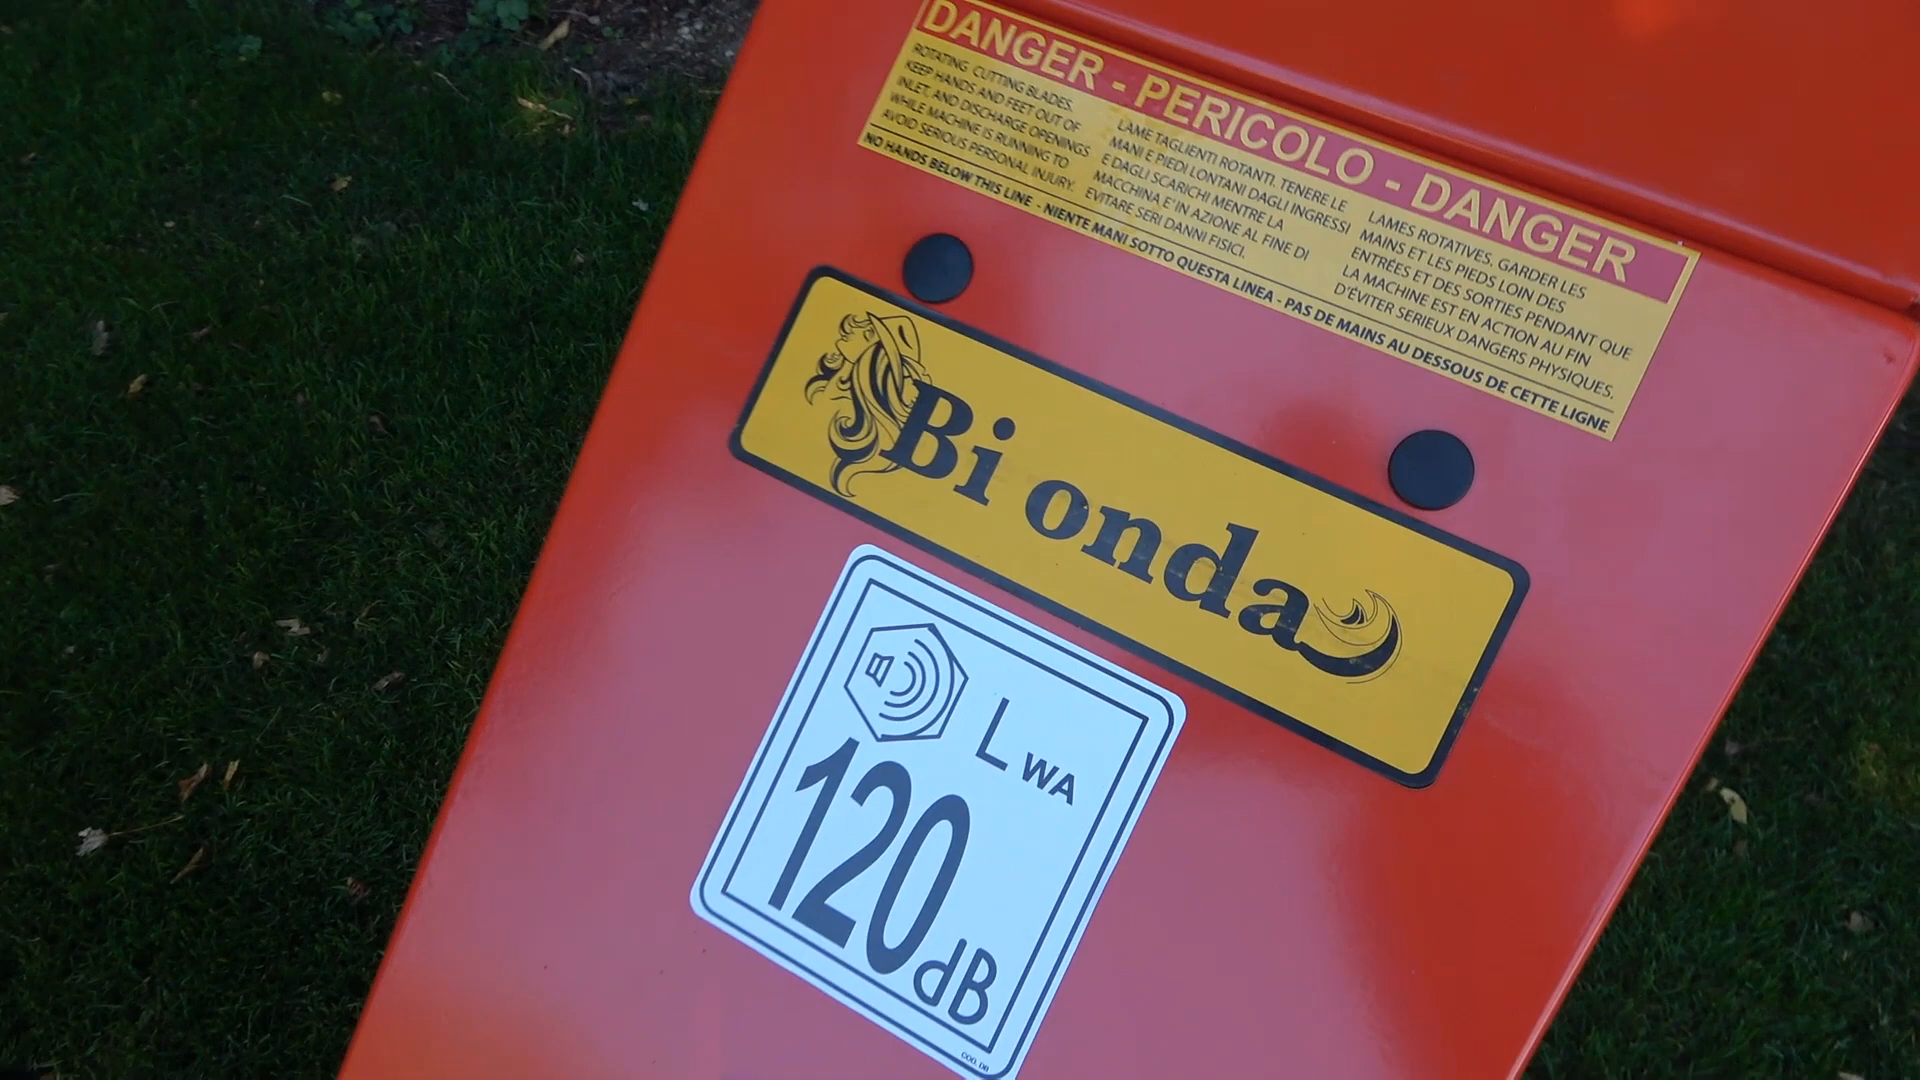 DANGER - PERICOLO - DANGER
ROTATING CUTTING BLADES.
KEEP HANDS AND FEET OUT OF
INLET, AND DISCHARGE OPENINGS
WHILE MACHINE IS RUNNING TO
AVOID SERIOUS PERSONAL INJURY.
LAME TAGLIENTI ROTANTI. TENERE LE
MANI E PIEDI LONTANI DAGLI INGRESSI
E DAGLI SCARICHI MENTRE LA
MACCHINA E' IN AZIONE AL FINE DI
EVITARE SERI DANNI FISICI.
LAMES ROTATIVES. GARDER LES
MAINS ET LES PIEDS LOIN DES
ENTRÉES ET DES SORTIES PENDANT QUE
LA MACHINE EST EN ACTION AU FIN
D'ÉVITER SERIEUX DANGERS PHYSIQUES.
NO HANDS BELOW THIS LINE - NIENTE MANI SOTTO QUESTA LINEA - PAS DE MAINS AU DESSOUS DE CETTE LIGNE
Bi onda
L WA
120 dB
COD. DB